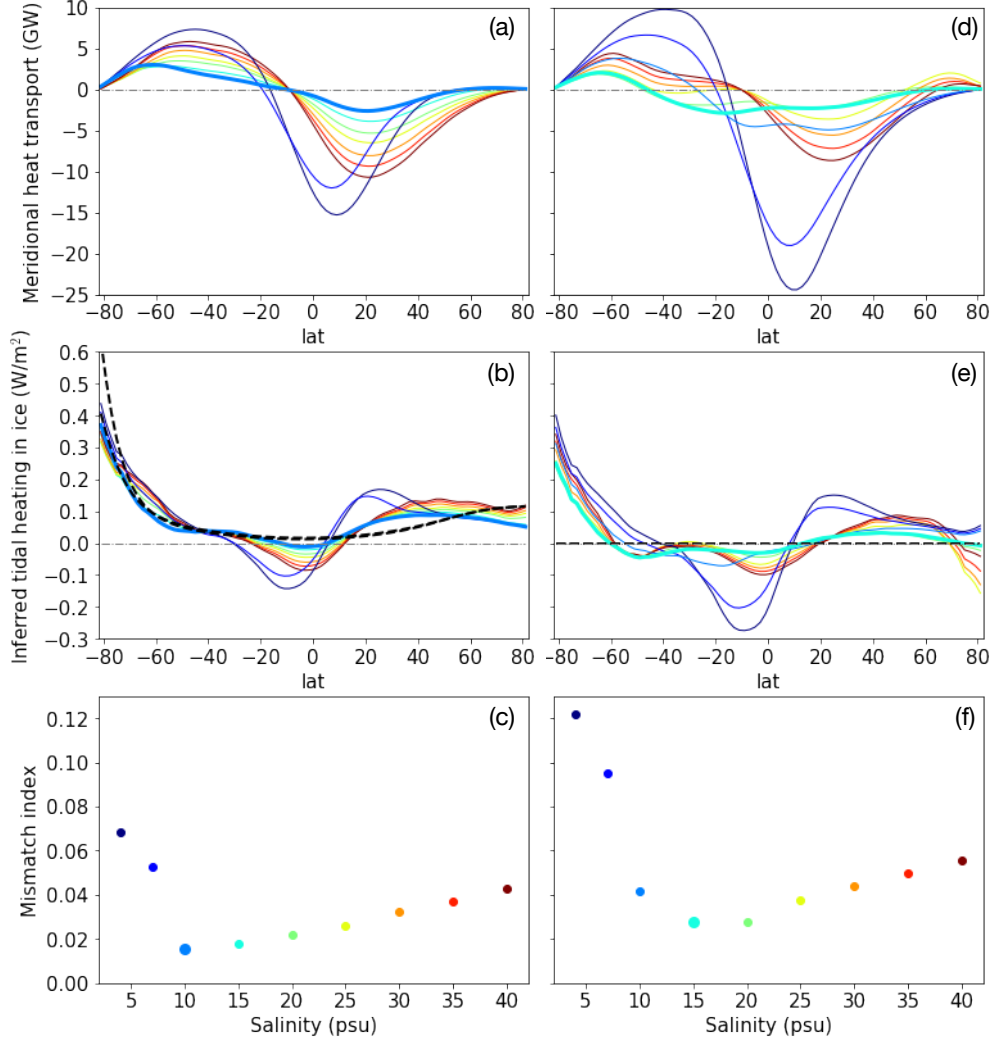 (a)
Meridional heat transport (GW)
10
5
0
−5
−10
−15
−20
−25
−80 −60 −40 −20 0 20 40 60 80
lat
(d)
−80 −60 −40 −20 0 20 40 60 80
lat
(b)
Inferred tidal heating in ice (W/m²)
0.6
0.5
0.4
0.3
0.2
0.1
0.0
−0.1
−0.2
−0.3
−80 −60 −40 −20 0 20 40 60 80
lat
(e)
−80 −60 −40 −20 0 20 40 60 80
lat
(c)
Mismatch index
0.12
0.10
0.08
0.06
0.04
0.02
0.00
5 10 15 20 25 30 35 40
Salinity (psu)
(f)
5 10 15 20 25 30 35 40
Salinity (psu)